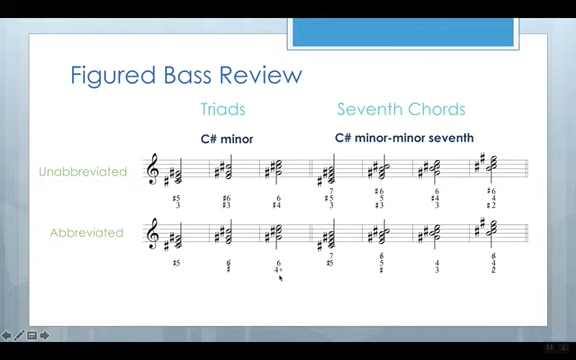 Figured Bass Review
Triads
Seventh Chords
C# minor
C# minor-minor seventh
Unabbreviated
Abbreviated